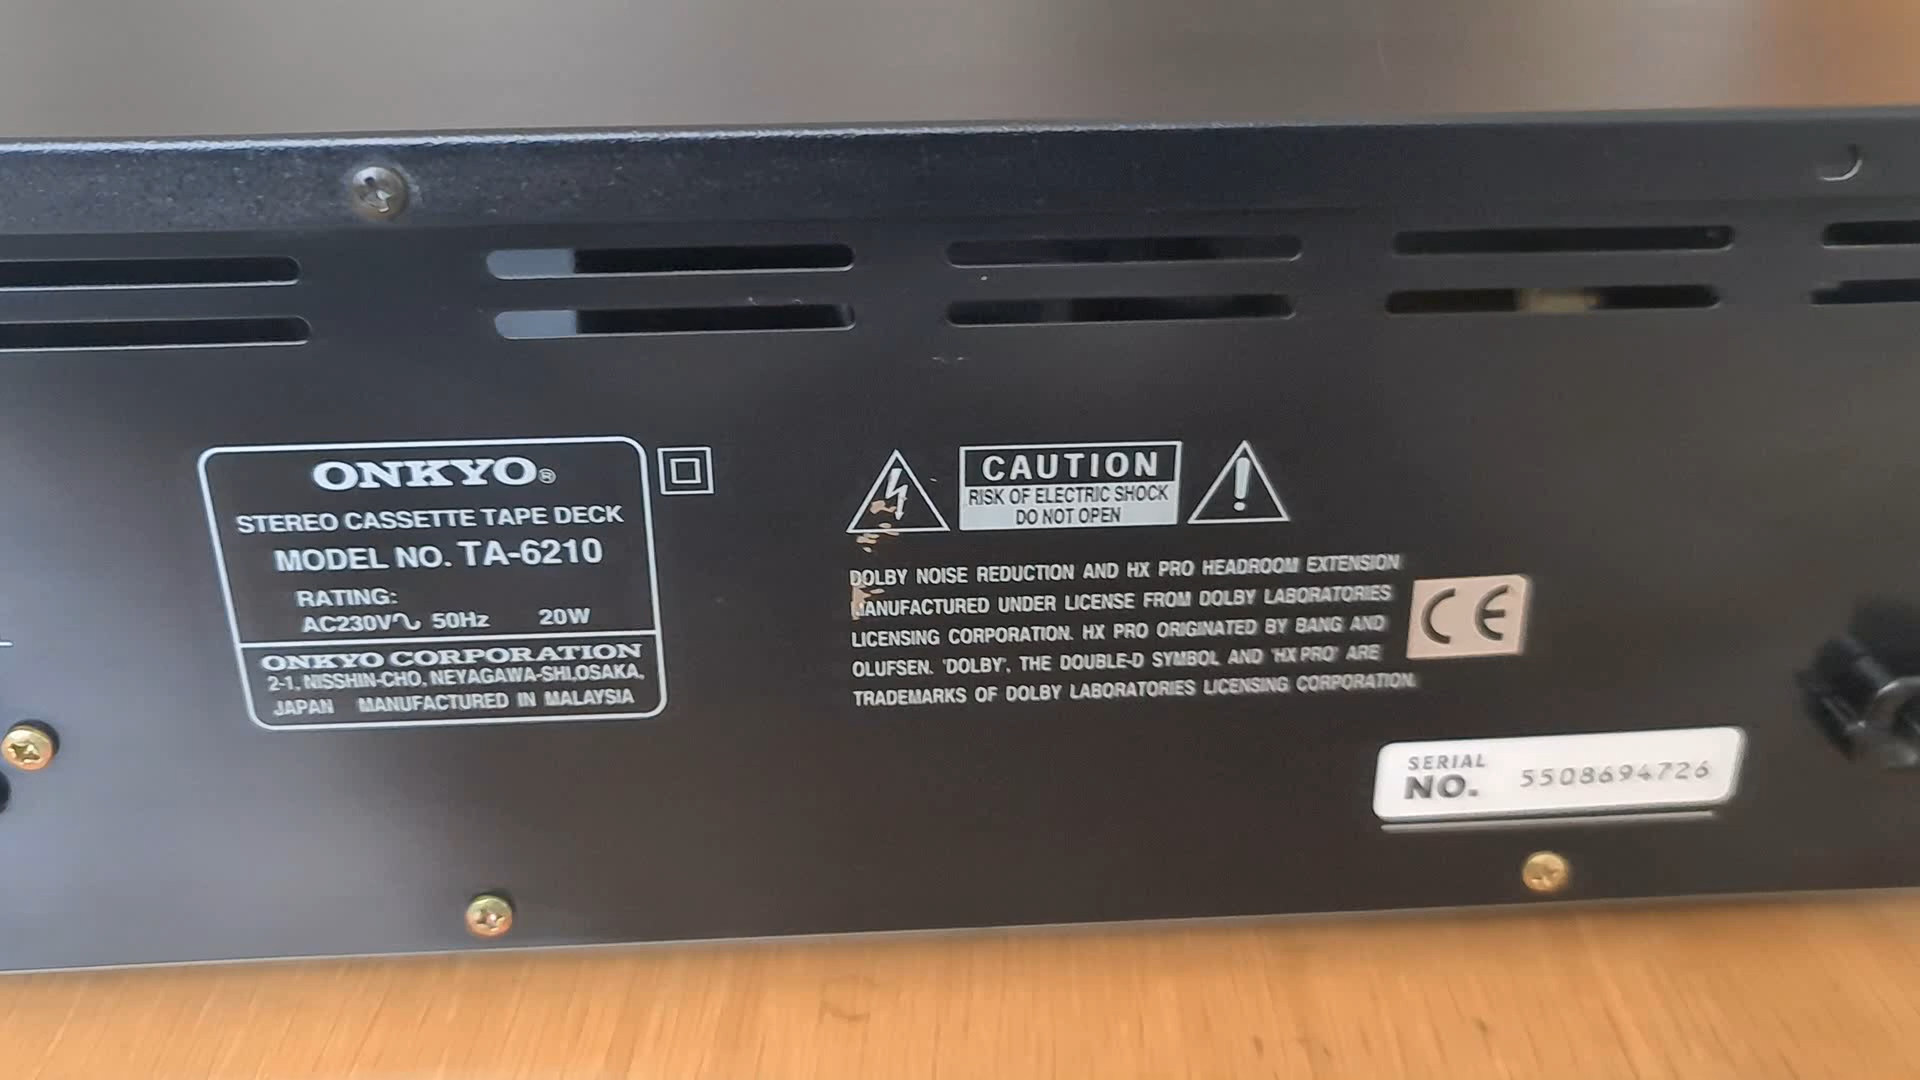 ONKYO®
STEREO CASSETTE TAPE DECK
MODEL NO. TA-6210
RATING:
AC230V∿ 50Hz 20W
ONKYO CORPORATION
2-1, NISSHIN-CHO, NEYAGAWA-SHI,OSAKA,
JAPAN MANUFACTURED IN MALAYSIA
CAUTION
RISK OF ELECTRIC SHOCK
DO NOT OPEN
DOLBY NOISE REDUCTION AND HX PRO HEADROOM EXTENSION
MANUFACTURED UNDER LICENSE FROM DOLBY LABORATORIES
LICENSING CORPORATION. HX PRO ORIGINATED BY BANG AND
OLUFSEN. 'DOLBY', THE DOUBLE-D SYMBOL AND 'HX PRO' ARE
TRADEMARKS OF DOLBY LABORATORIES LICENSING CORPORATION.
CE
SERIAL
NO. 5508694726